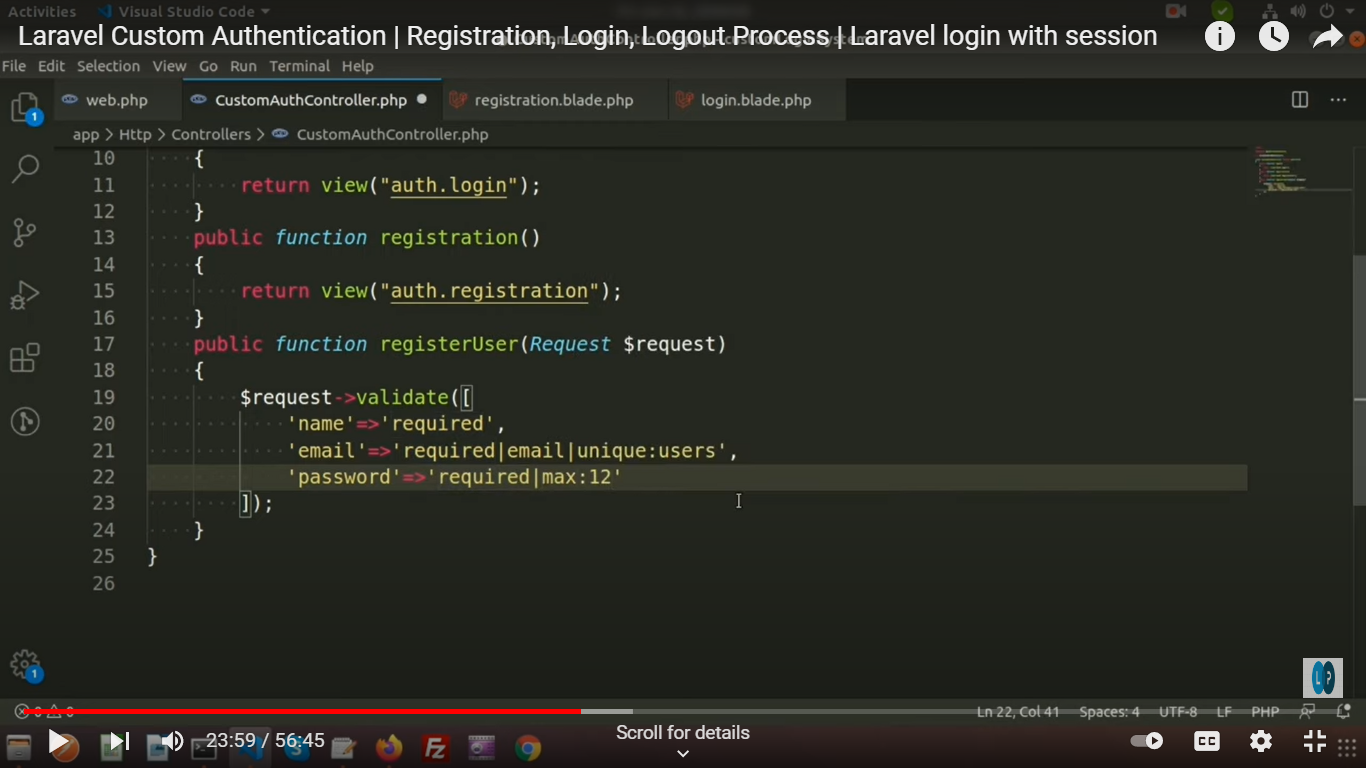 Activities Visual Studio Code
Laravel Custom Authentication | Registration, Login, Logout Process | Laravel login with session
File Edit Selection View Go Run Terminal Help
1 web.php CustomAuthController.php registration.blade.php login.blade.php
app > Http > Controllers > CustomAuthController.php
10 {
11 return view("auth.login");
12 }
13 public function registration()
14 {
15 return view("auth.registration");
16 }
17 public function registerUser(Request $request)
18 {
19 $request->validate([
20 'name'=>'required',
21 'email'=>'required|email|unique:users',
22 'password'=>'required|max:12'
23 ]);
24 }
25 }
26
1
LP
0 0 Ln 22, Col 41 Spaces: 4 UTF-8 LF PHP
23:59 / 56:45 Scroll for details CC